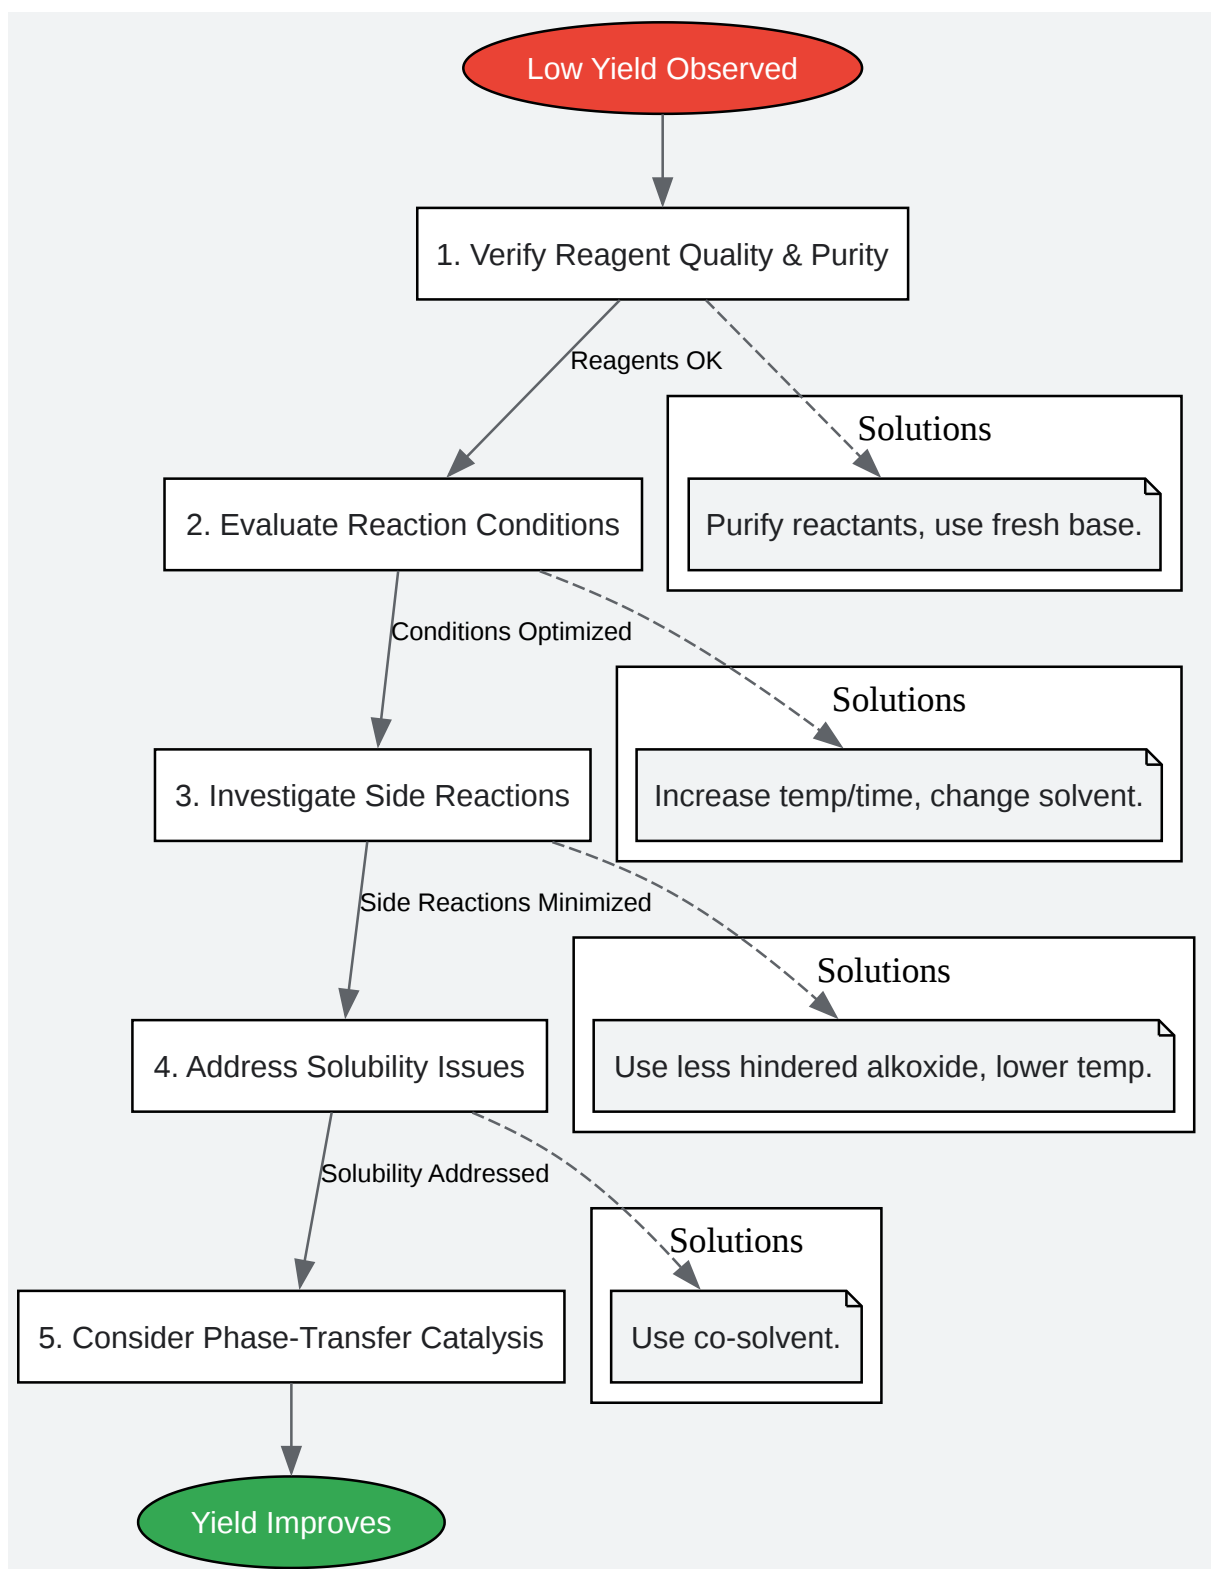 Low Yield Observed
1. Verify Reagent Quality & Purity
Reagents OK
Solutions
2. Evaluate Reaction Conditions
Purify reactants, use fresh base.
Conditions Optimized
Solutions
3. Investigate Side Reactions
Increase temp/time, change solvent.
Side Reactions Minimized
Solutions
4. Address Solubility Issues
Use less hindered alkoxide, lower temp.
Solubility Addressed
Solutions
5. Consider Phase-Transfer Catalysis
Use co-solvent.
Yield Improves